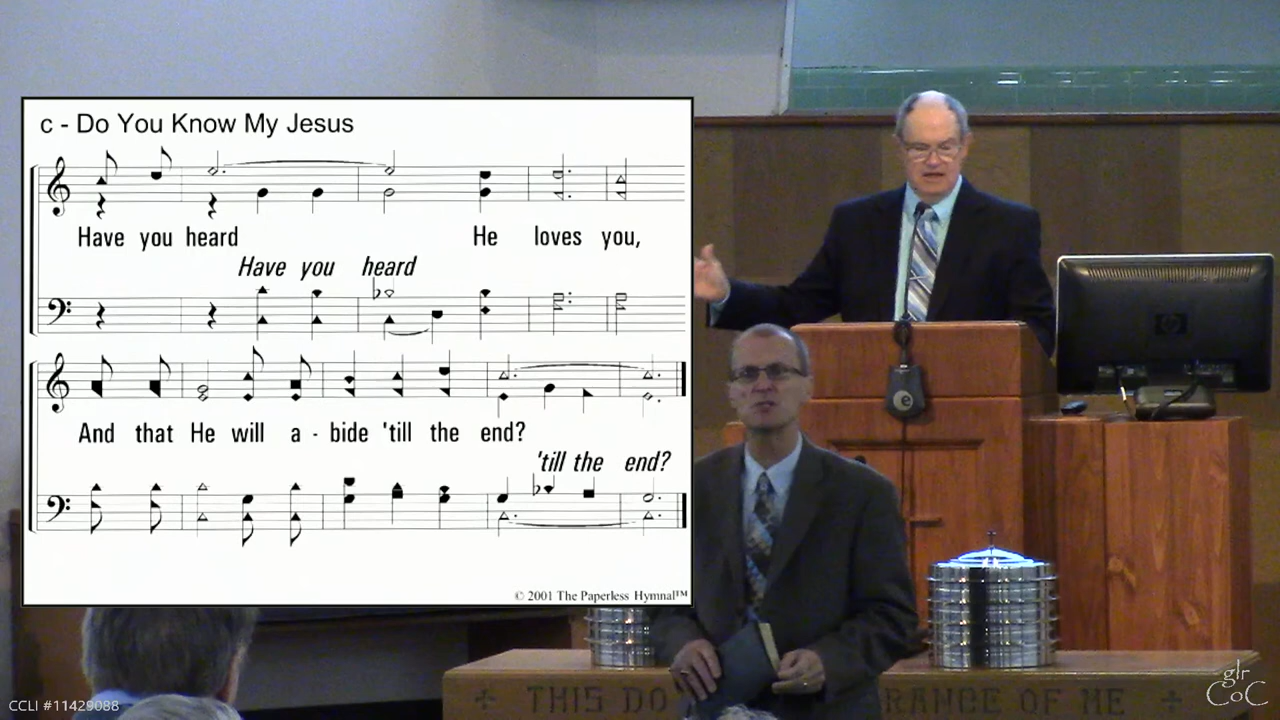 c - Do You Know My Jesus
Have you heard He loves you,
Have you heard
And that He will a - bide 'till the end?
'till the end?
© 2001 The Paperless Hymnal™
THIS DO RANCE OF ME
CCLI #11429088
glr
CoC